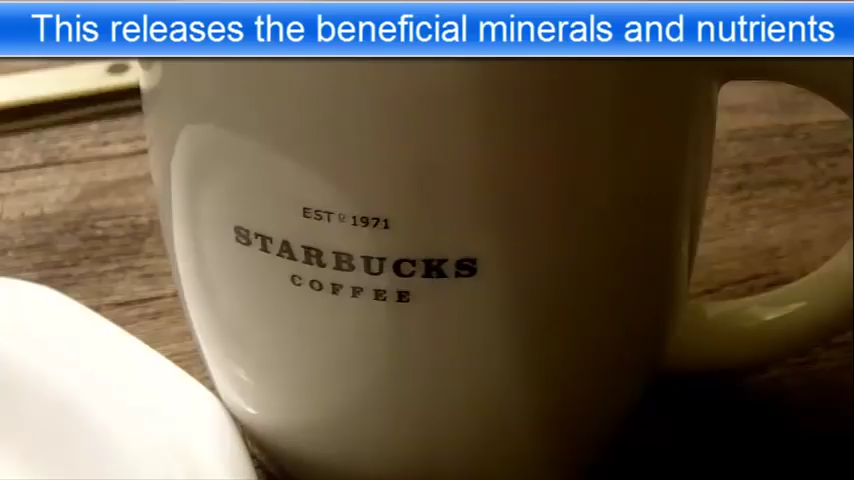 This releases the beneficial minerals and nutrients
EST 1971
STARBUCKS
COFFEE